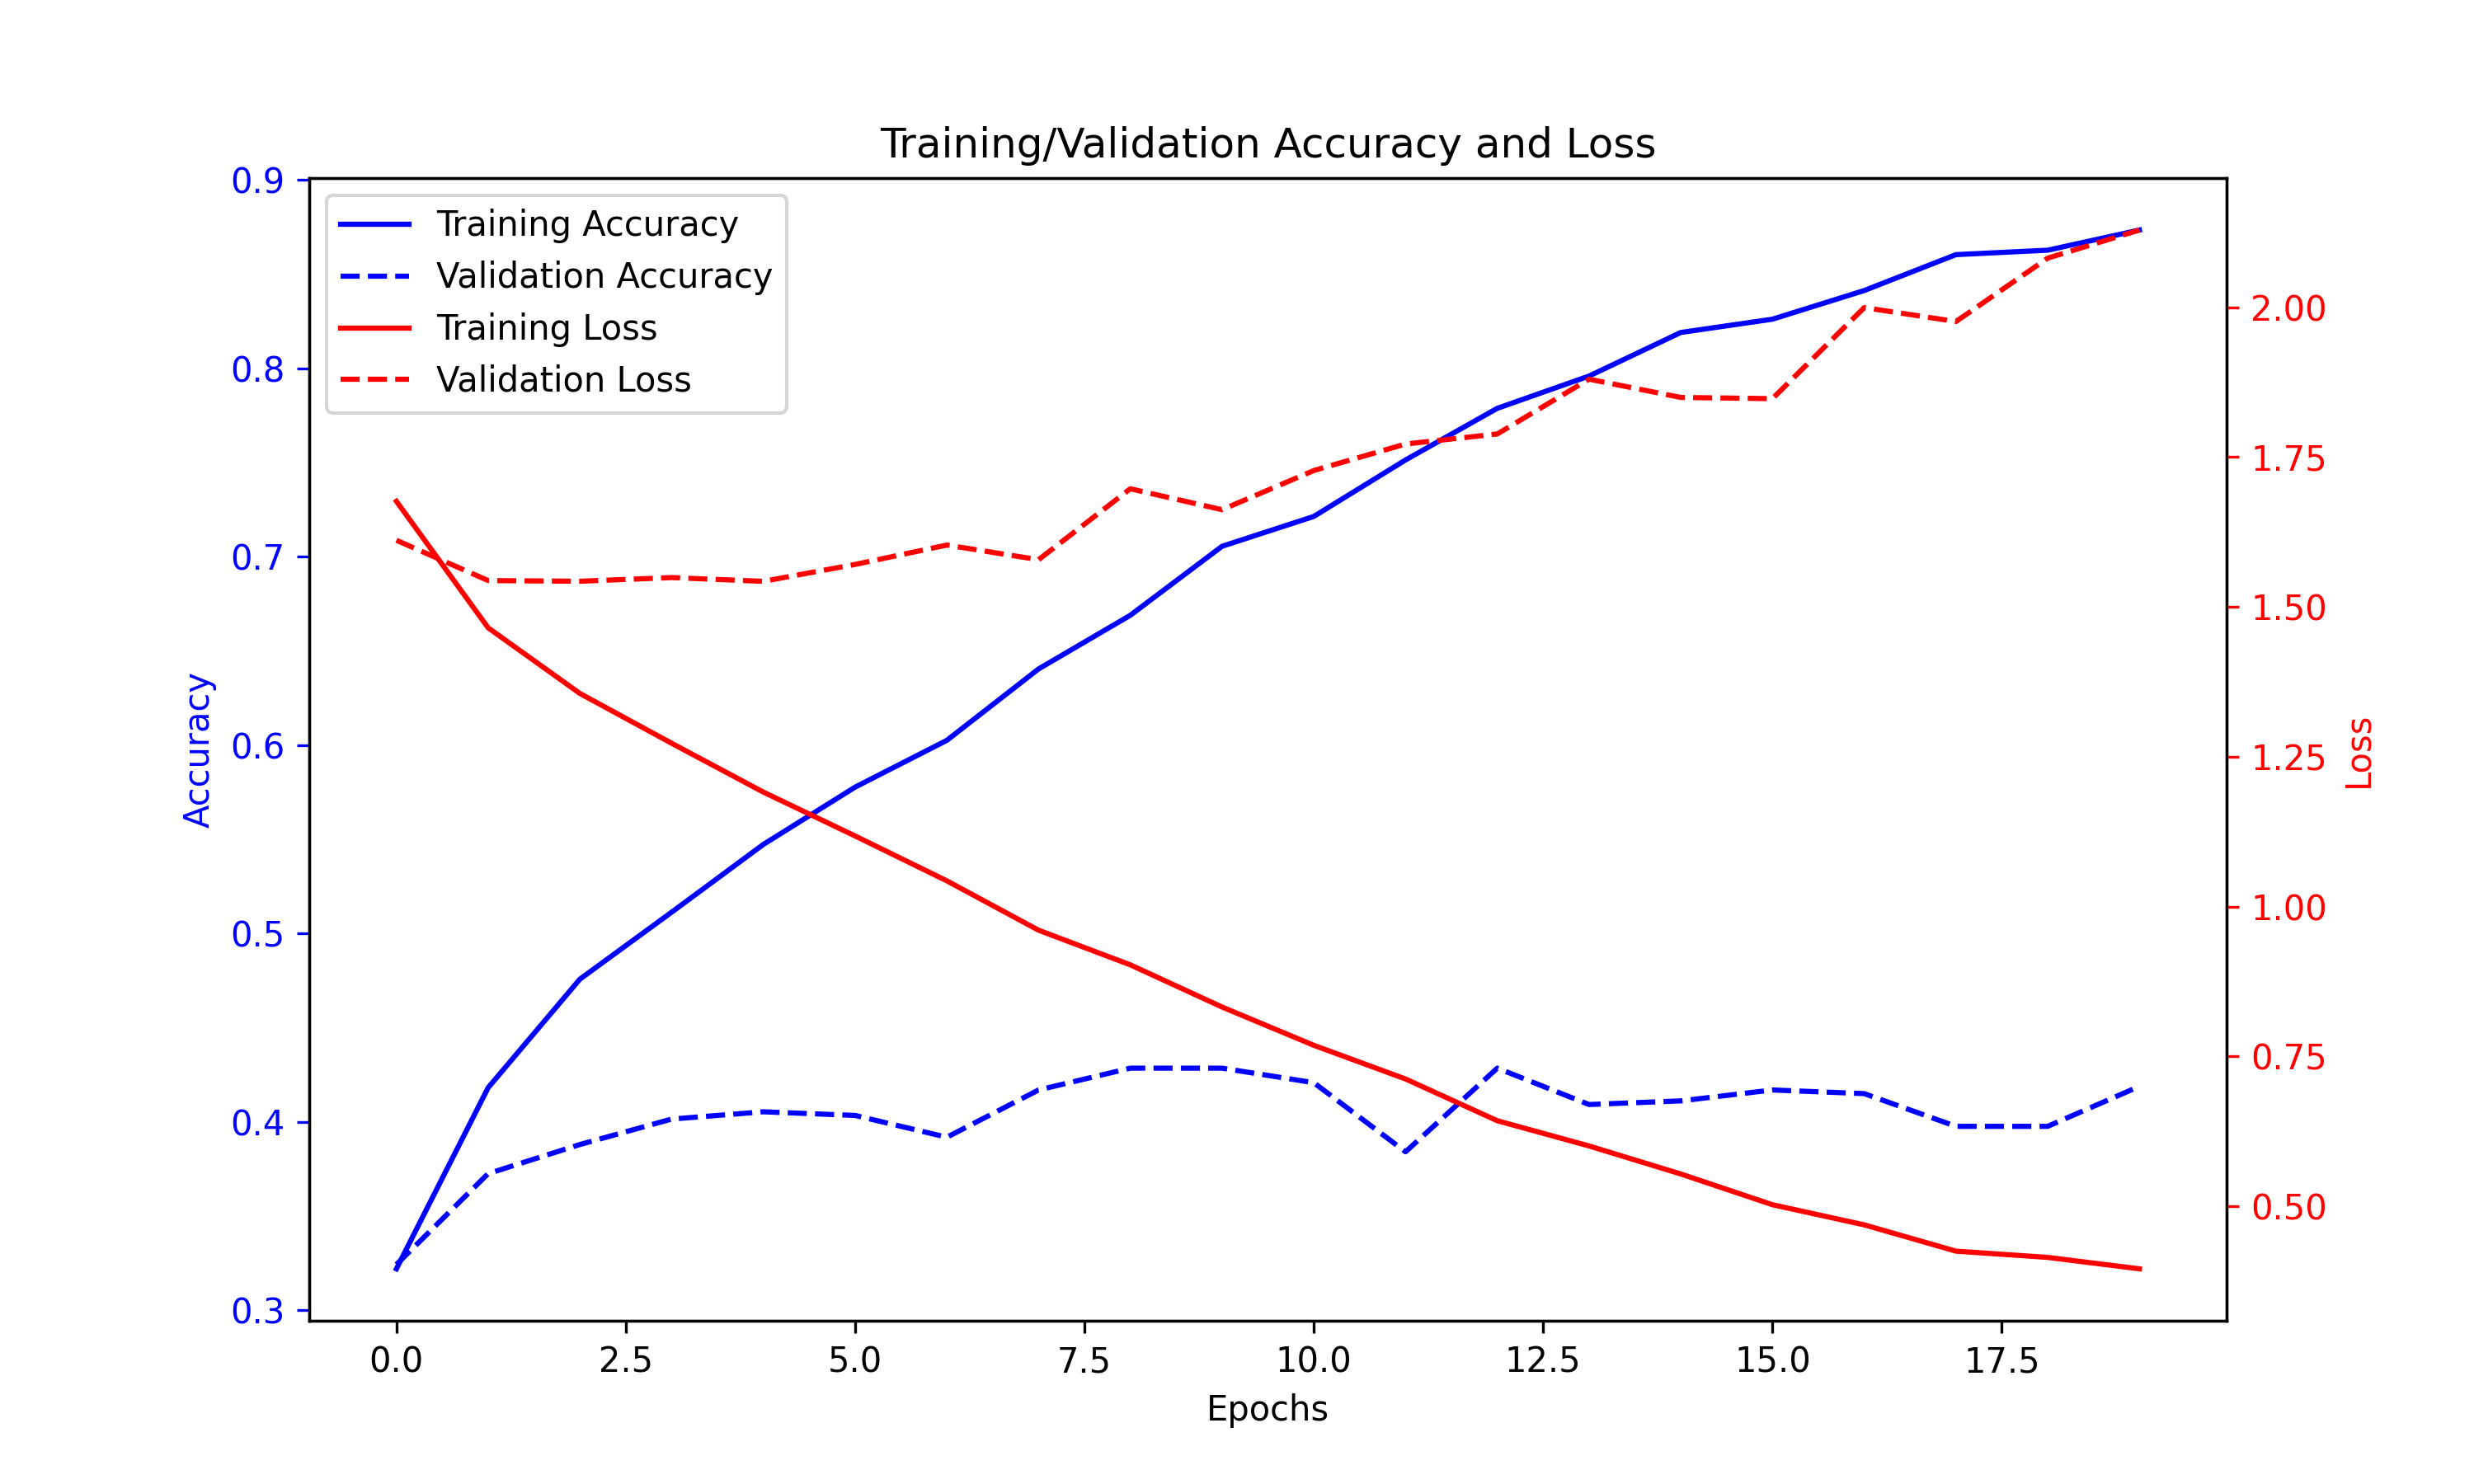 Training/Validation Accuracy and Loss
Training Accuracy
Validation Accuracy
Training Loss
Validation Loss
0.9
0.8
0.7
0.6
0.5
0.4
0.3
Accuracy
2.00
1.75
1.50
1.25
1.00
0.75
0.50
Loss
0.0 2.5 5.0 7.5 10.0 12.5 15.0 17.5
Epochs